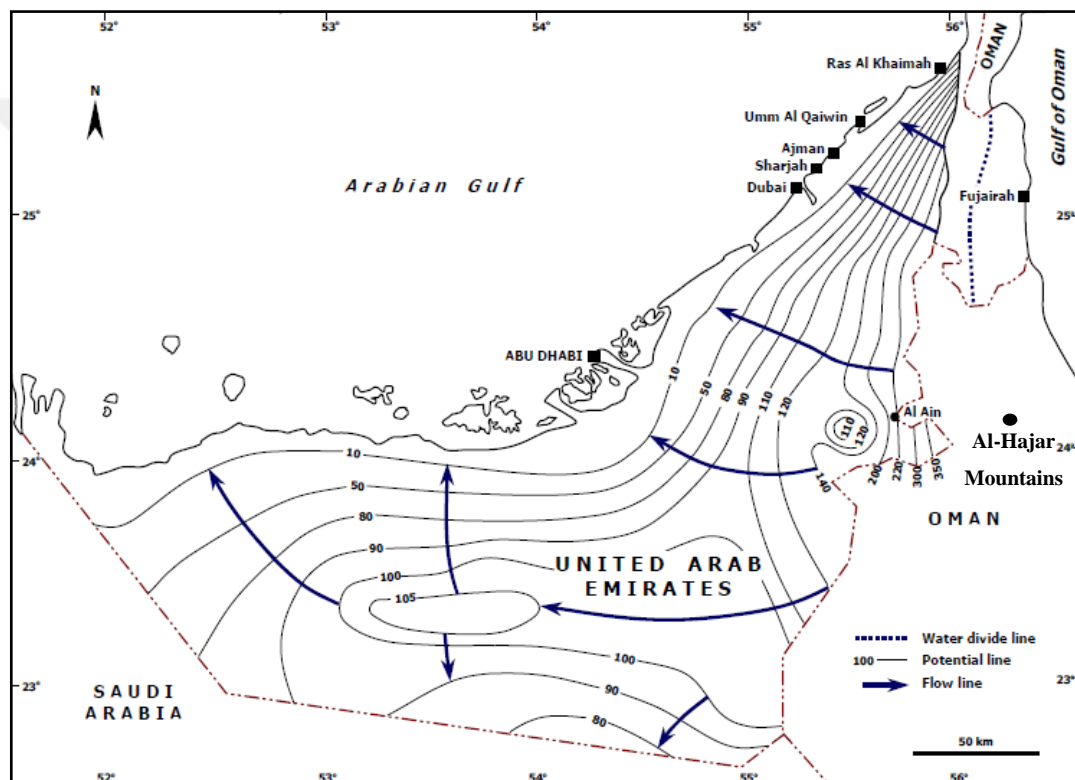 52°
53°
54°
55°
56°
OMAN
Gulf of Oman
Ras Al Khaimah
N
Umm Al Qaiwin
Ajman
Sharjah
Dubai
Arabian Gulf
Fujairah
25°
25°
ABU DHABI
10
50
80
90
110
120
110
120
Al Ain
Al-Hajar
Mountains
24°
24°
140
200
220
300
350
OMAN
10
50
80
90
100
105
UNITED ARAB
EMIRATES
100
90
80
Water divide line
100
Potential line
Flow line
SAUDI
ARABIA
23°
23°
50 km
52°
53°
54°
55°
56°